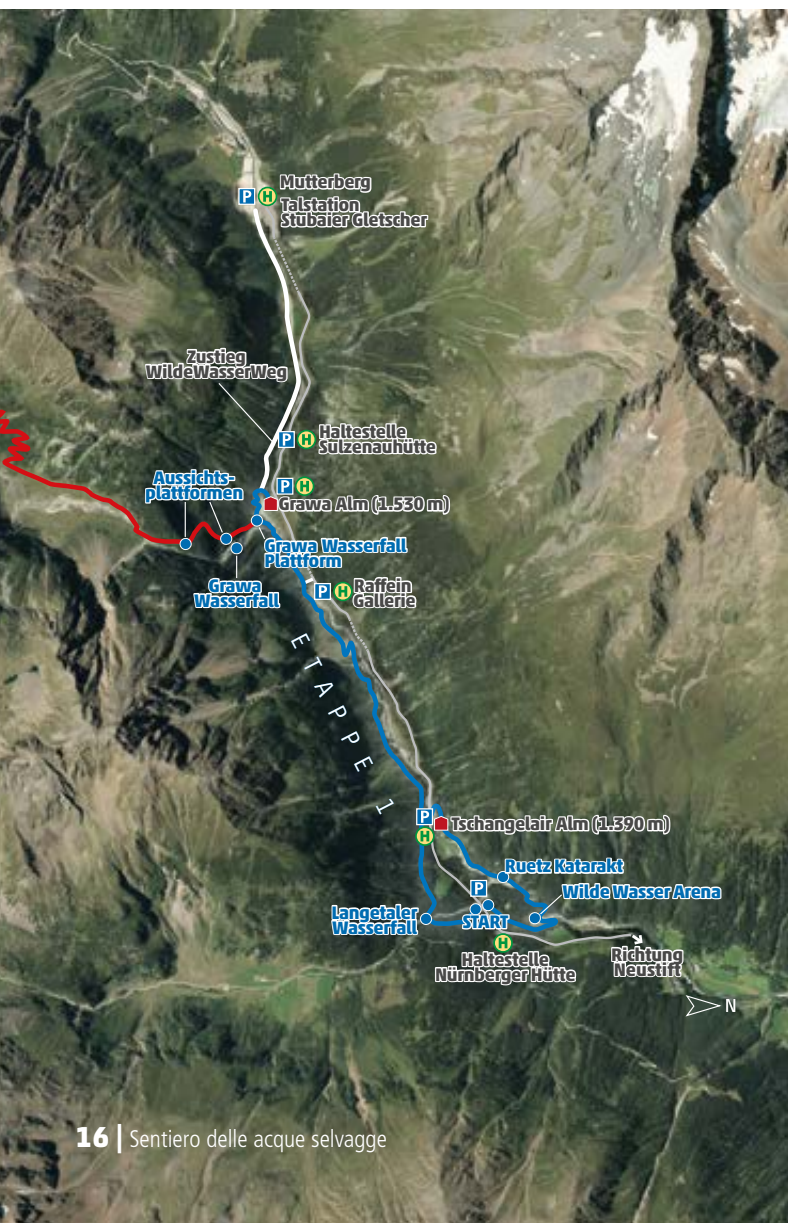 P H Mutterberg
Talstation
Stubaier Gletscher
Zustieg
WildeWasserWeg
P H Haltestelle
Sulzenauhütte
Aussichts-
plattformen
P H
Grawa Alm (1.530 m)
Grawa Wasserfall
Plattform
Grawa
Wasserfall
P H Raffein
Gallerie
ETAPPE 1
P
H
Tschangelair Alm (1.390 m)
Ruetz Katarakt
P
Wilde Wasser Arena
Langetaler
Wasserfall
START
H
Haltestelle
Nürnberger Hütte
Richtung
Neustift
N
16 | Sentiero delle acque selvagge